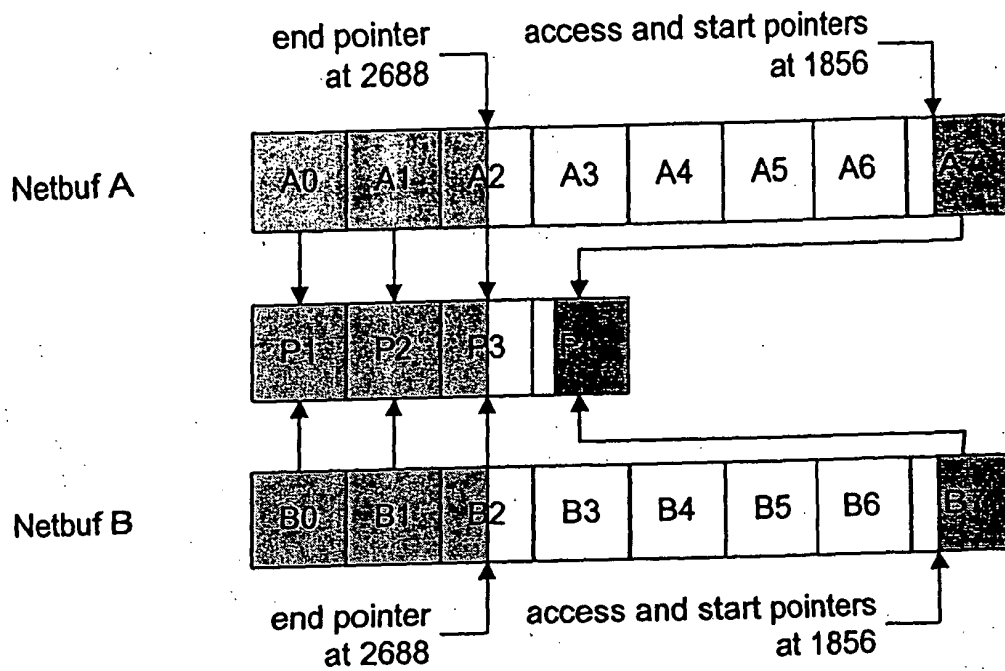 end pointer
at 2688
access and start pointers
at 1856
Netbuf A
A0 A1 A2 A3 A4 A5 A6 A7
P1 P2 P3
Netbuf B
B0 B1 B2 B3 B4 B5 B6 B7
end pointer
at 2688
access and start pointers
at 1856